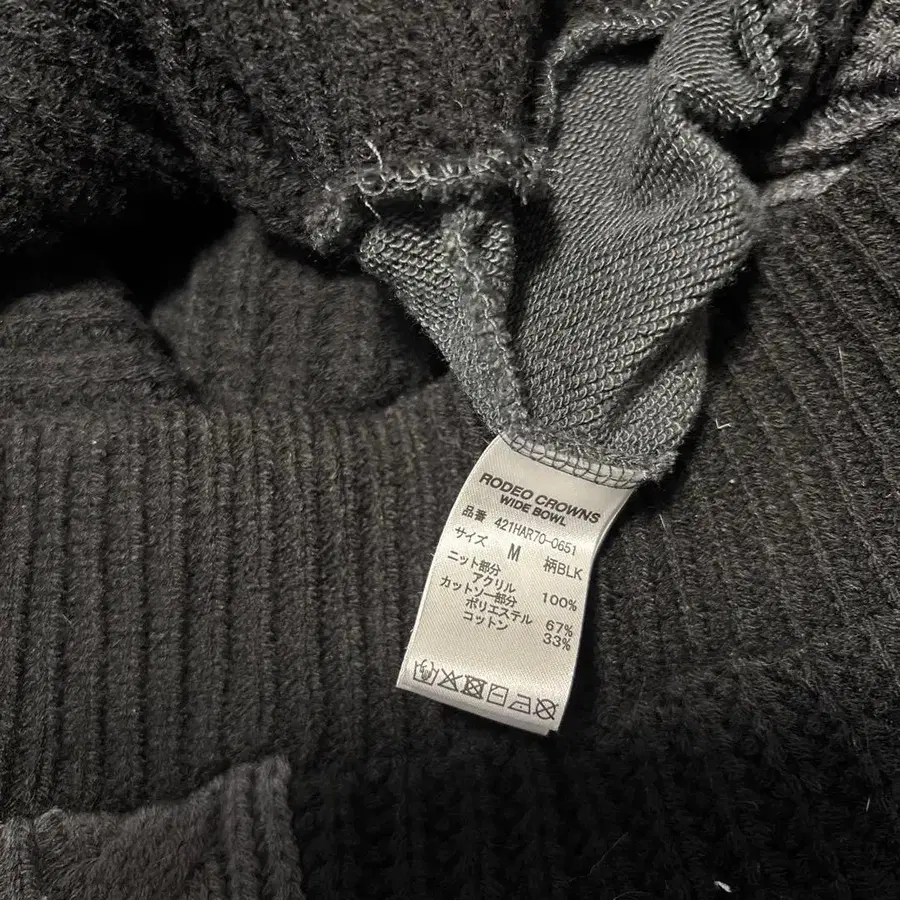 RODEO CROWNS
WIDE BOWL
品番 421HAR70-0651
サイズ M 柄BLK
ニット部分
アクリル 100%
カットソー部分
ポリエステル 67%
コットン 33%